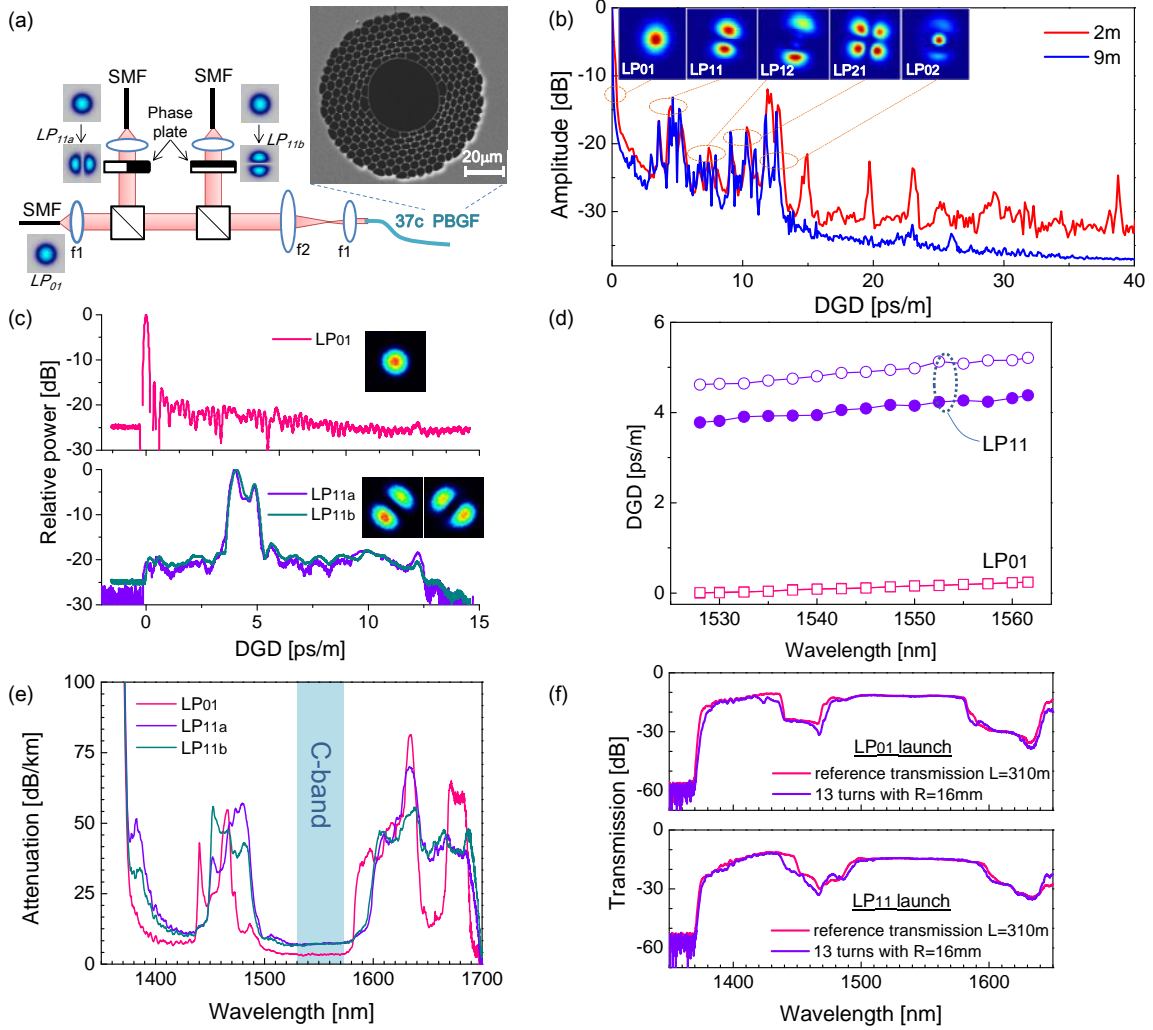 (a)
SMF
SMF
Phase
plate
LP11a
LP11b
20μm
SMF
f1
f2
f1
37c PBGF
LP01
(b)
0
-10
-20
-30
Amplitude [dB]
LP01
LP11
LP12
LP21
LP02
2m
9m
0
10
20
30
40
DGD [ps/m]
(c)
0
-10
-20
-30
LP01
Relative power [dB]
0
-10
-20
-30
LP11a
LP11b
0
5
10
15
DGD [ps/m]
(d)
6
4
2
0
DGD [ps/m]
LP11
LP01
1530
1540
1550
1560
Wavelength [nm]
(e)
100
75
50
25
0
Attenuation [dB/km]
LP01
LP11a
LP11b
C-band
1400
1500
1600
1700
Wavelength [nm]
(f)
0
-30
-60
LP01 launch
reference transmission L=310m
13 turns with R=16mm
Transmission [dB]
0
-30
-60
LP11 launch
reference transmission L=310m
13 turns with R=16mm
1400
1500
1600
Wavelength [nm]